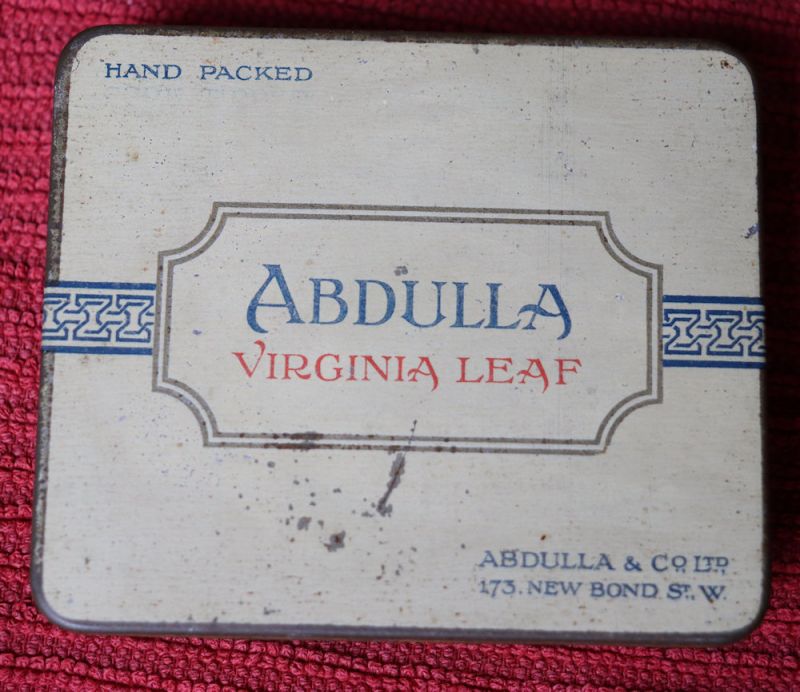 HAND PACKED
ABDULLA
VIRGINIA LEAF
ABDULLA & CO. LTD.
173. NEW BOND ST. W.